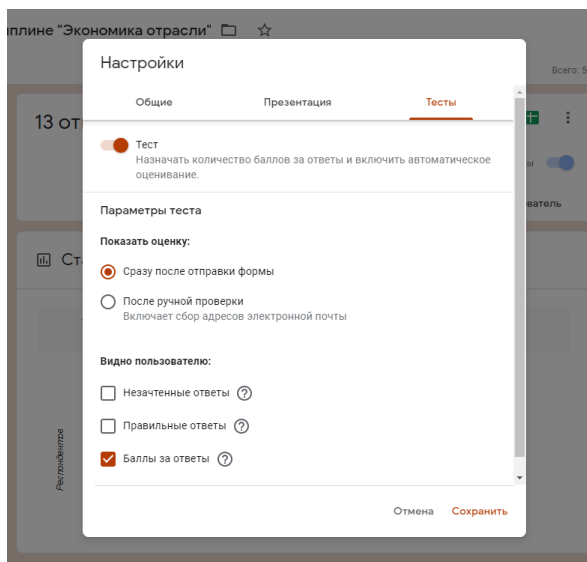 плине "Экономика отрасли"
Настройки
Всего: 5
Общие Презентация Тесты
13 от
Тест
Назначать количество баллов за ответы и включить автоматическое
оценивание.
ы
ватель
Параметры теста
Показать оценку:
Ст
Сразу после отправки формы
После ручной проверки
Включает сбор адресов электронной почты
Видно пользователю:
Незачтенные ответы
Правильные ответы
Баллы за ответы
Респондентов
Отмена Сохранить